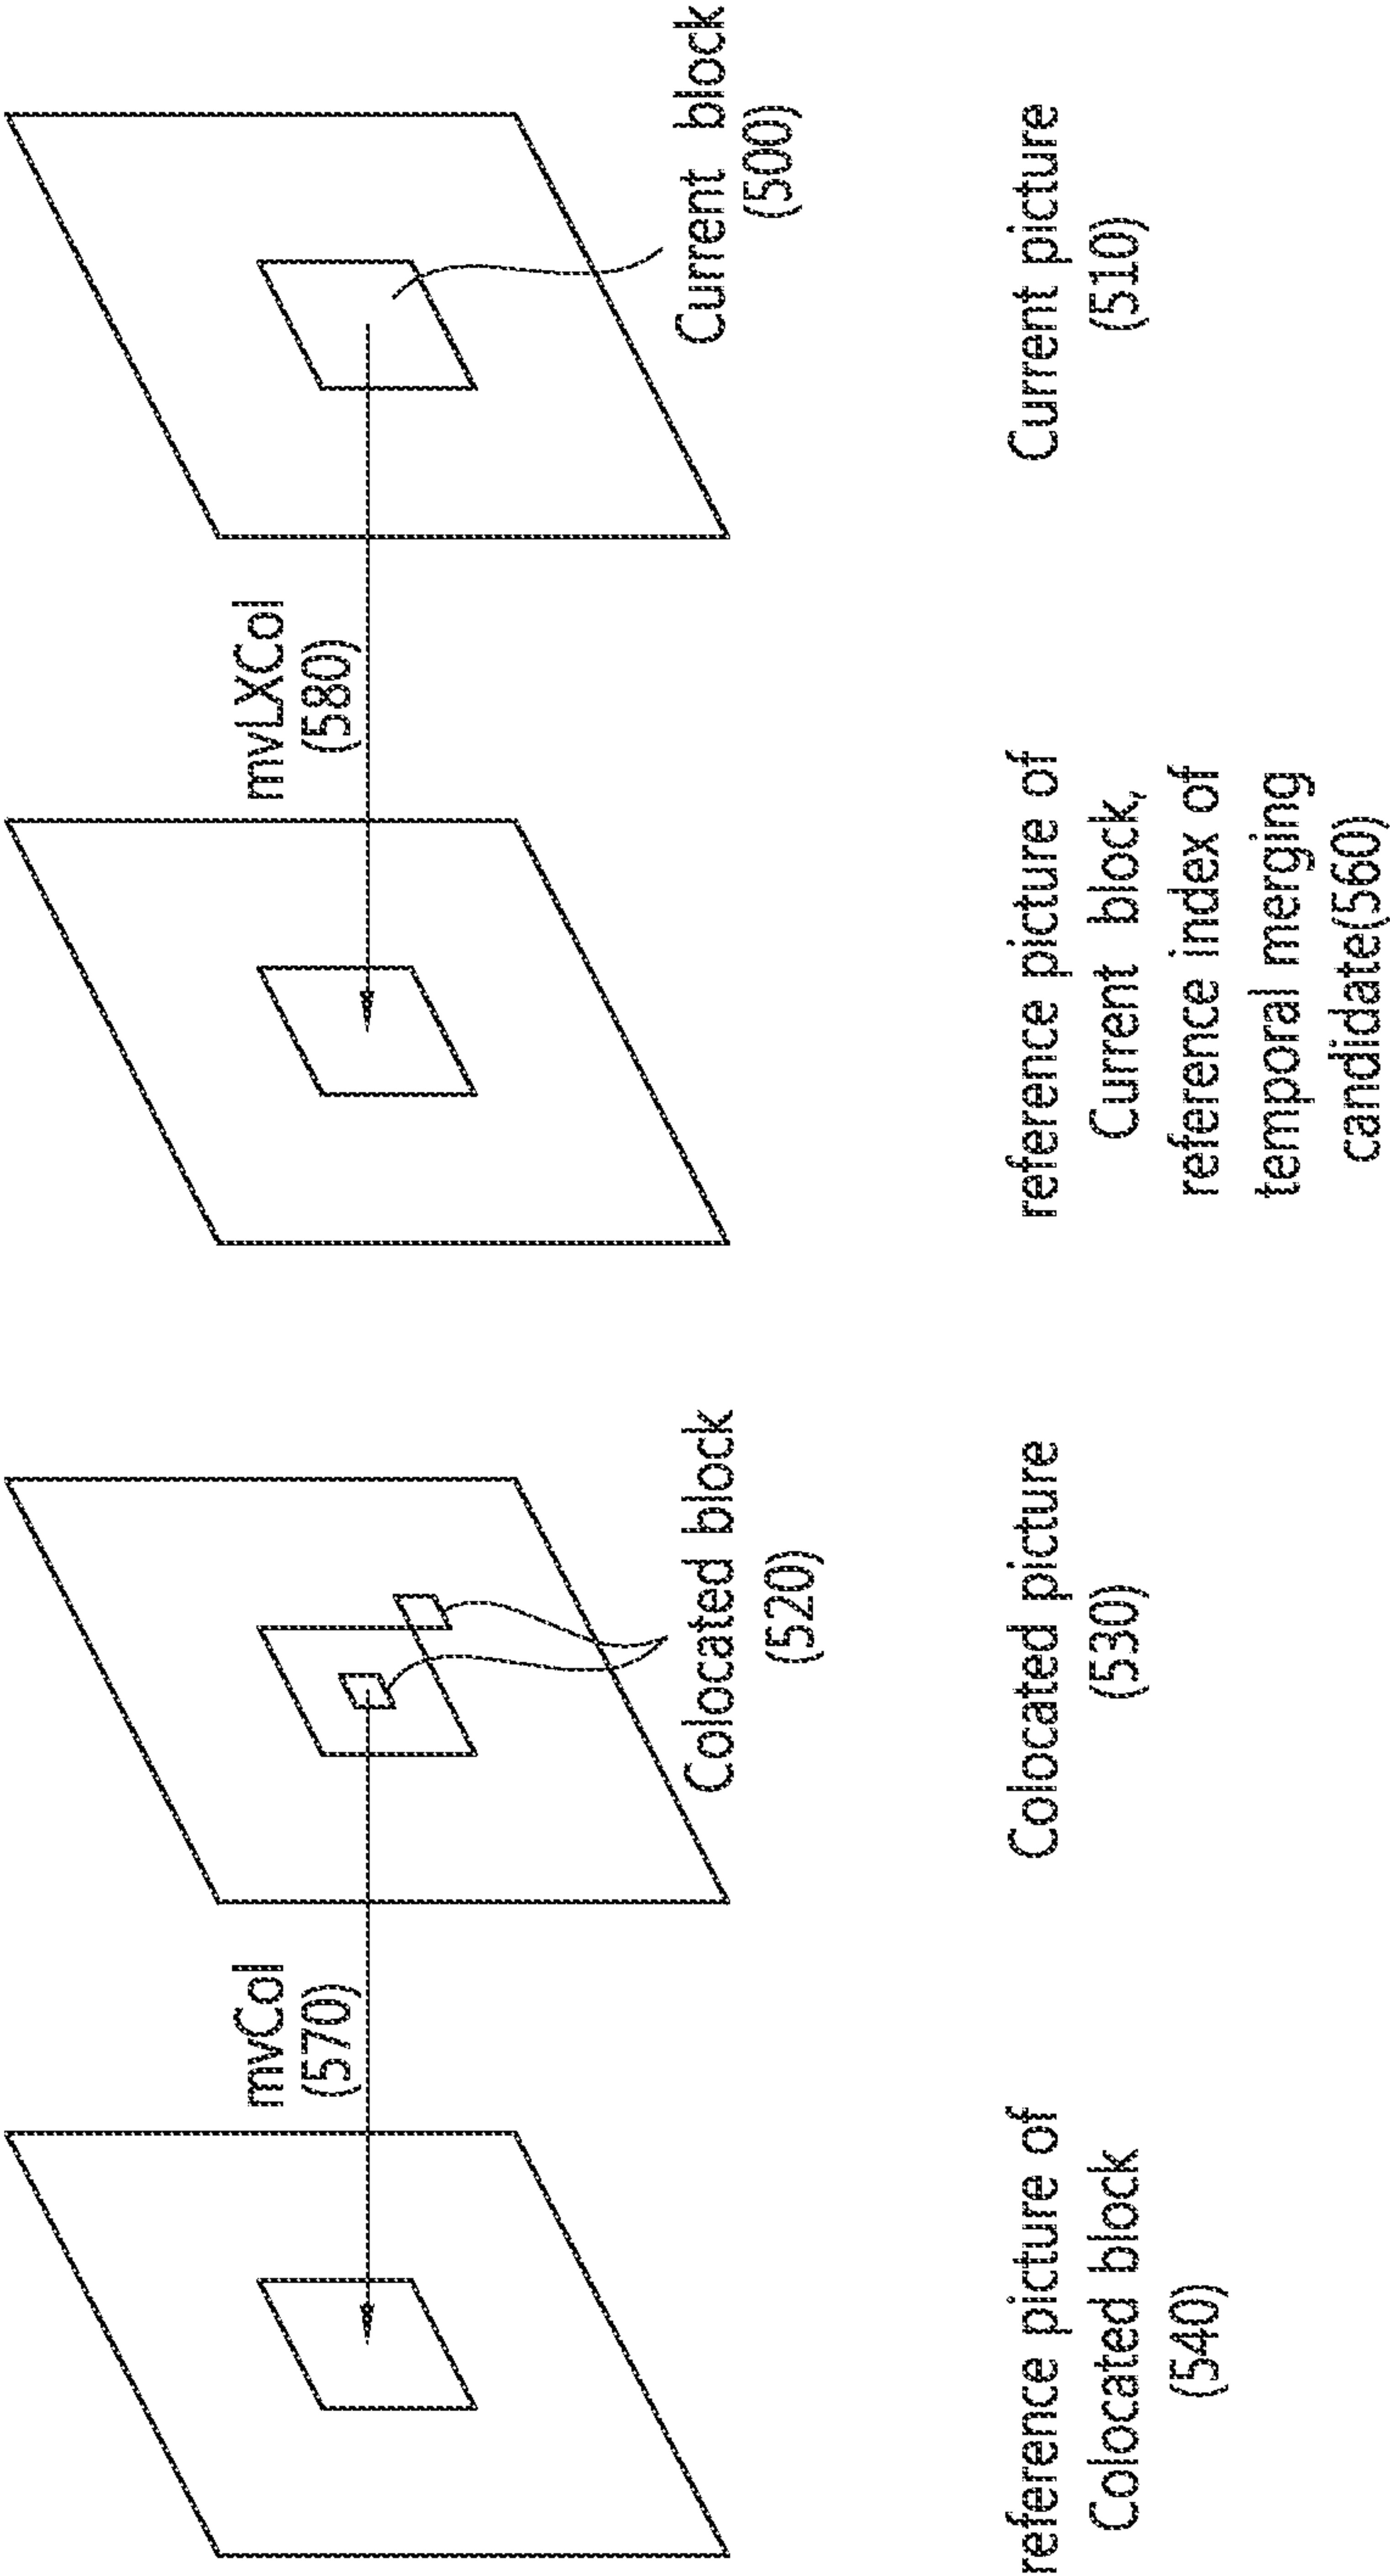 mvCol
(570)
mvLXCol
(580)
Colocated block
(520)
Current block
(500)
reference picture of
Colocated block
(540)
Colocated picture
(530)
reference picture of
Current block,
reference index of
temporal merging
candidate(560)
Current picture
(510)